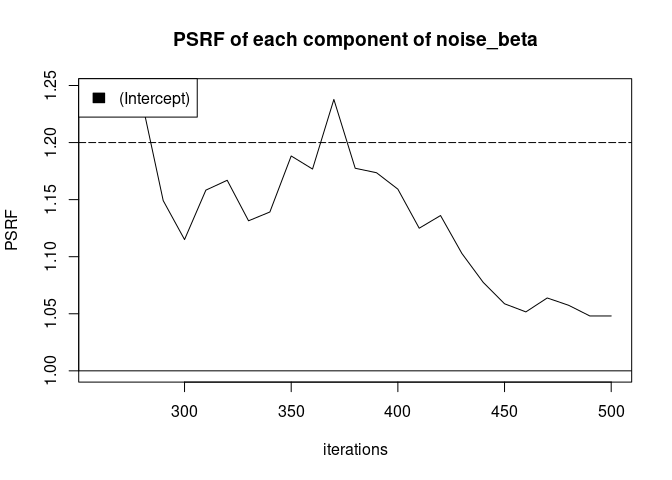 PSRF of each component of noise_beta
(Intercept)
PSRF
1.25
1.20
1.15
1.10
1.05
1.00
300 350 400 450 500
iterations